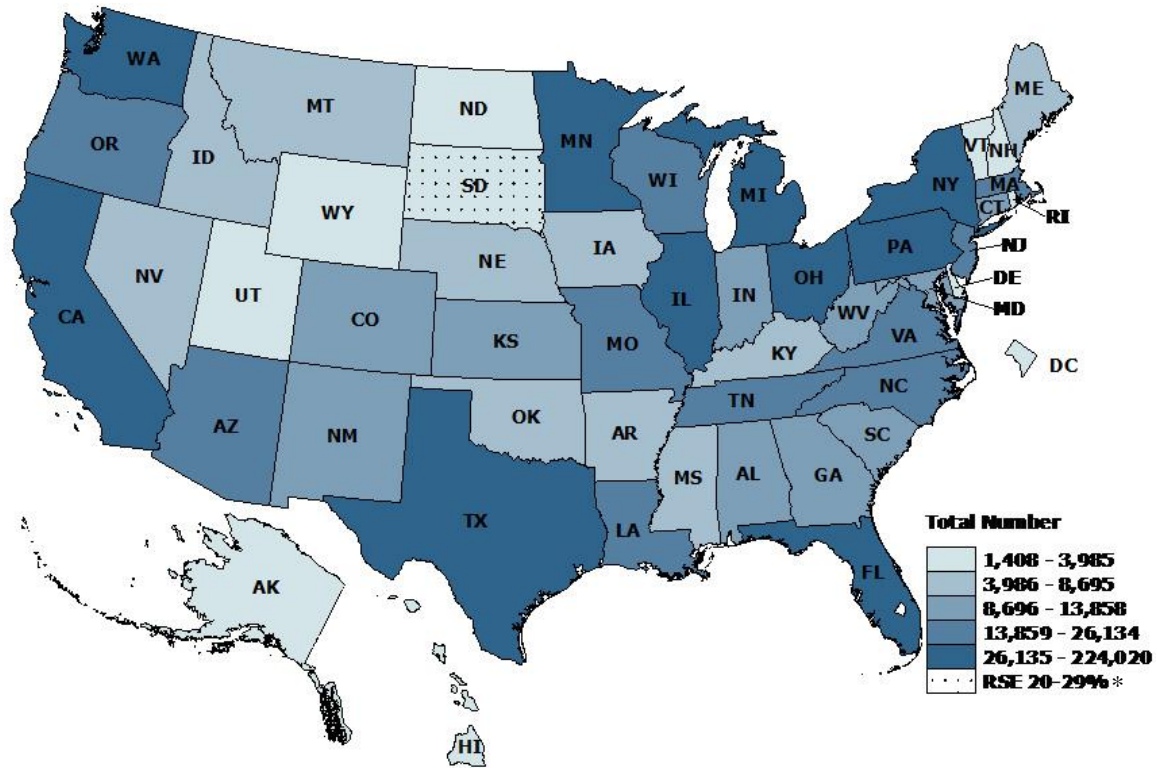 WA
ND
ME
MT
MN
VT
OR
NH
ID
SD
WI
NY
MA
MI
WY
CT
RI
PA
NJ
IA
NE
NV
OH
DE
UT
IL
IN
MD
CA
CO
WV
KS
VA
MO
KY
DC
NC
TN
OK
AZ
AR
NM
SC
MS
AL
GA
TX
LA
Total Number
1,408 - 3,985
FL
AK
3,986 - 8,695
8,696 - 13,858
13,859 - 26,134
26,135 - 224,020
RSE 20-29% *
HI